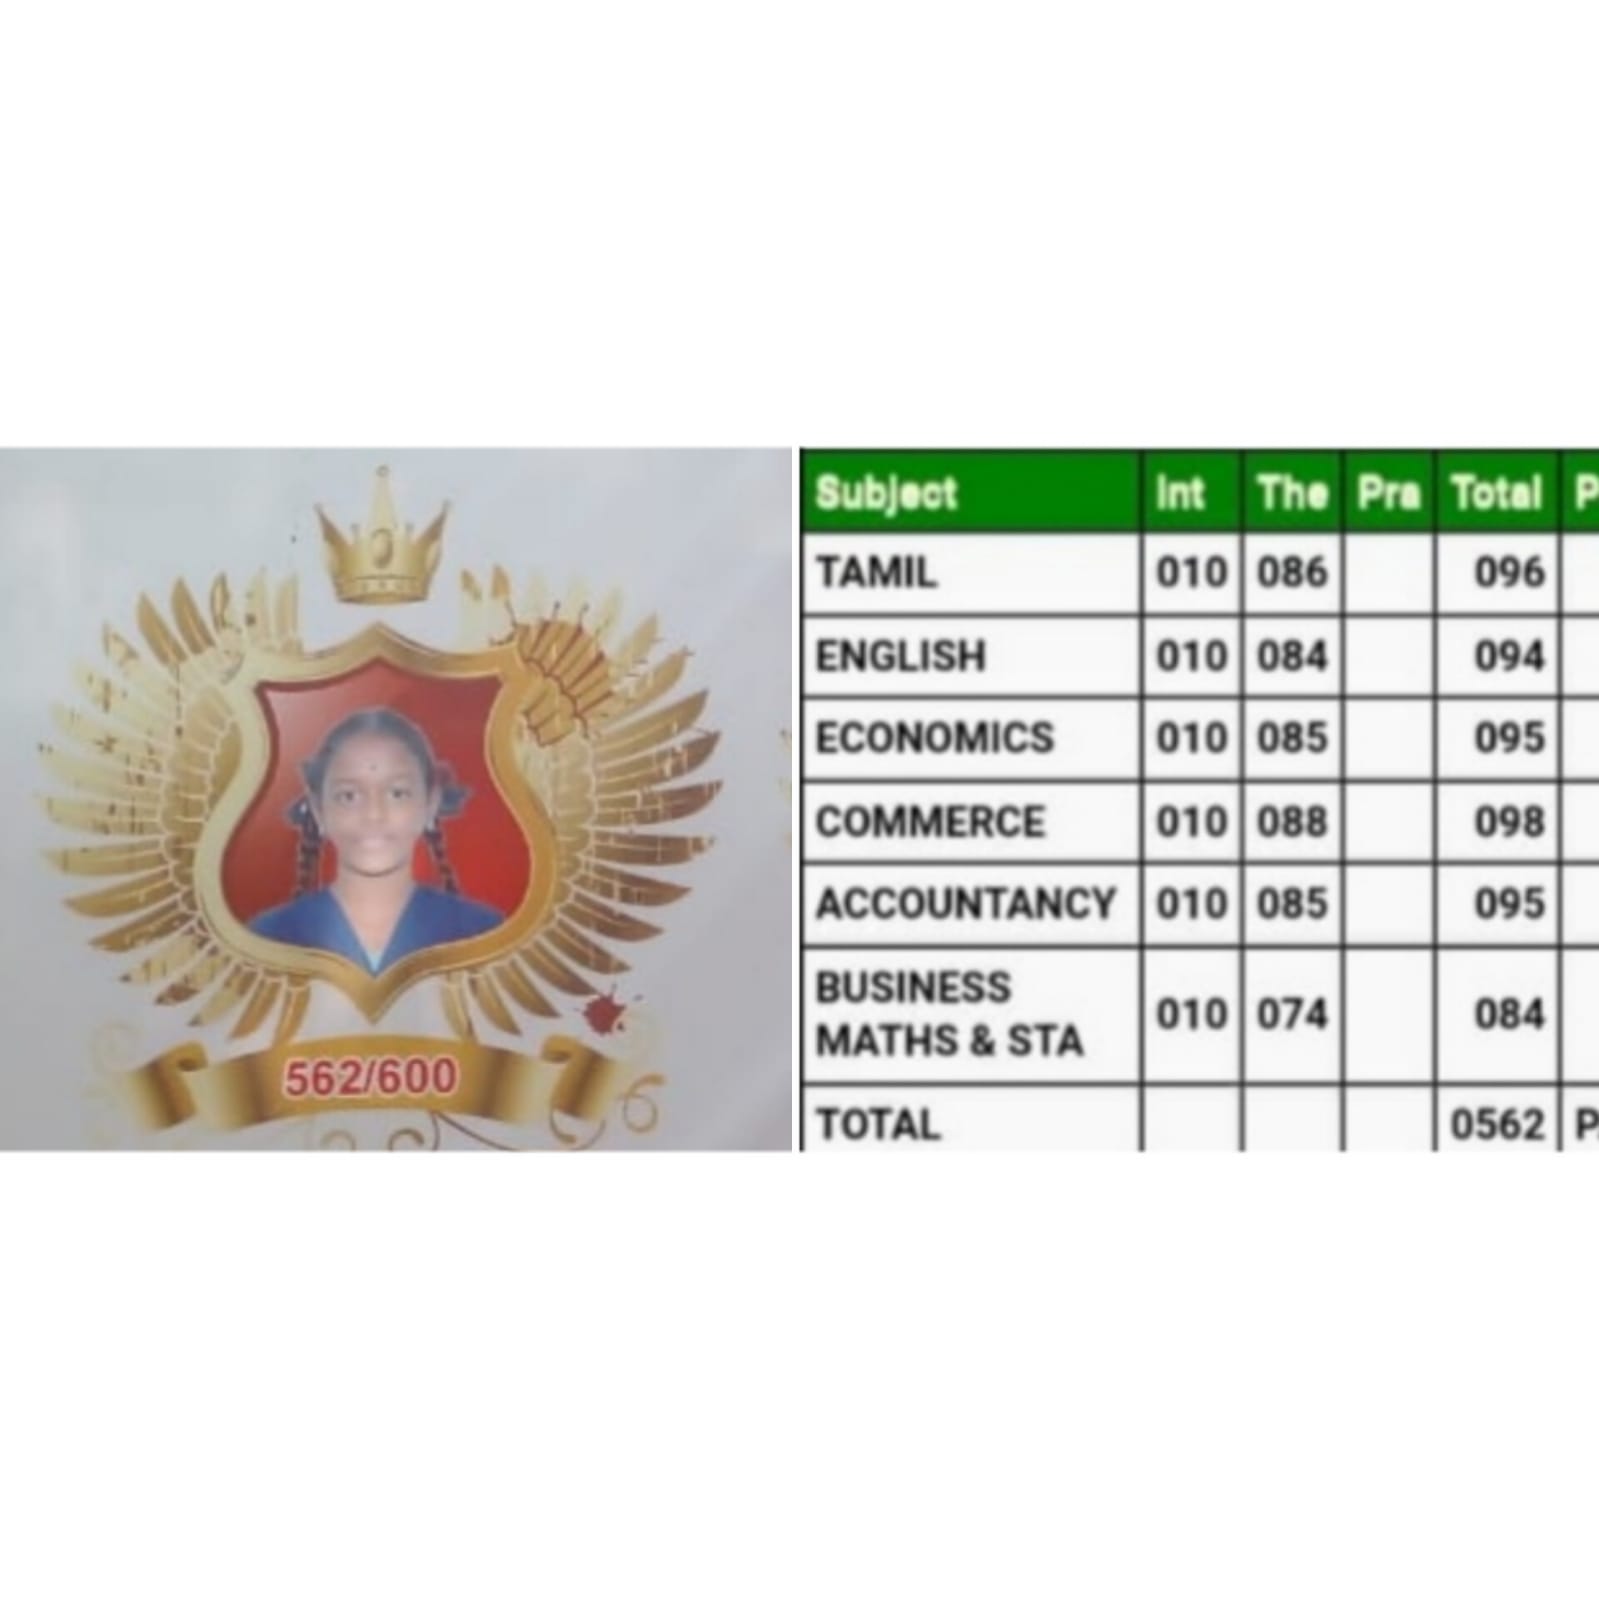 562/600
Subject Int The Pra Total P
TAMIL 010 086 096
ENGLISH 010 084 094
ECONOMICS 010 085 095
COMMERCE 010 088 098
ACCOUNTANCY 010 085 095
BUSINESS
MATHS & STA 010 074 084
TOTAL 0562 P